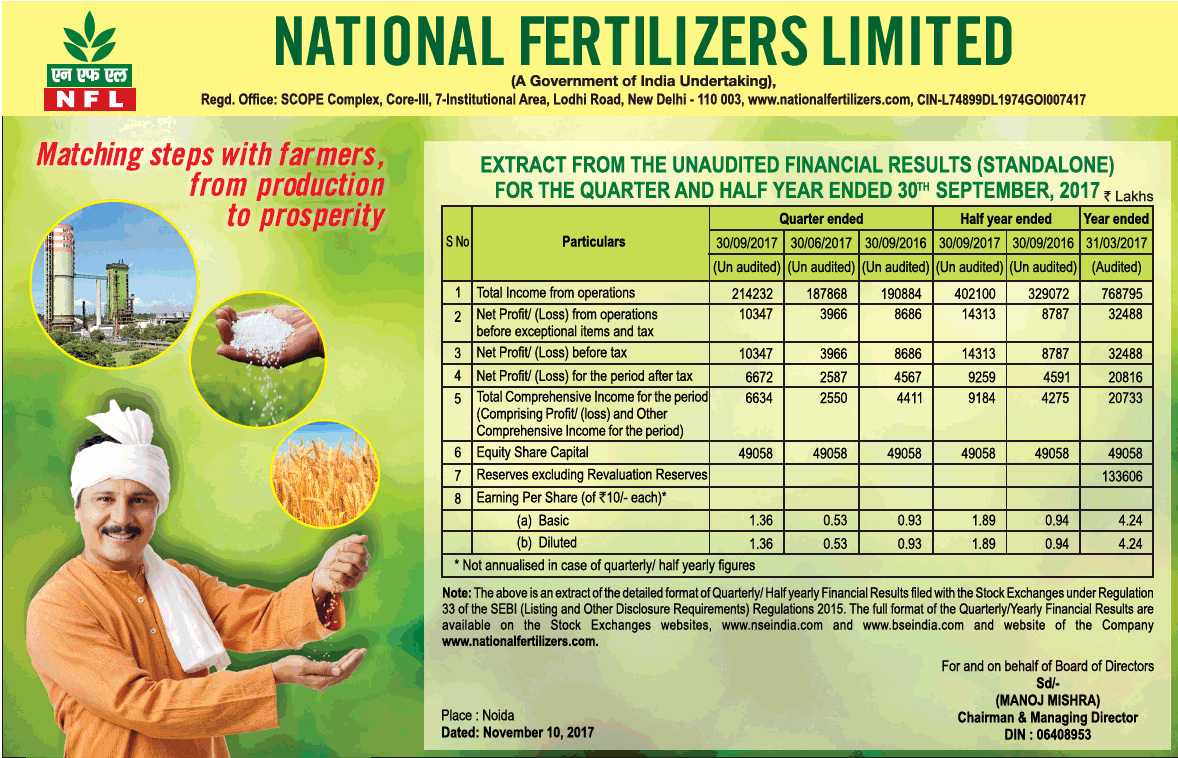 NATIONAL FERTILIZERS LIMITED
(A Government of India Undertaking),
Regd. Office: SCOPE Complex, Core-III, 7-Institutional Area, Lodhi Road, New Delhi - 110 003, www.nationalfertilizers.com, CIN-L74899DL1974GOI007417
एन एफ एल
NFL
Matching steps with farmers,
from production
to prosperity
EXTRACT FROM THE UNAUDITED FINANCIAL RESULTS (STANDALONE)
FOR THE QUARTER AND HALF YEAR ENDED 30TH SEPTEMBER, 2017 ₹ Lakhs
S No Particulars Quarter ended Half year ended Year ended
30/09/2017 30/06/2017 30/09/2016 30/09/2017 30/09/2016 31/03/2017
(Un audited) (Un audited) (Un audited) (Un audited) (Un audited) (Audited)
1 Total Income from operations 214232 187868 190884 402100 329072 768795
2 Net Profit/ (Loss) from operations 10347 3966 8686 14313 8787 32488
before exceptional items and tax
3 Net Profit/ (Loss) before tax 10347 3966 8686 14313 8787 32488
4 Net Profit/ (Loss) for the period after tax 6672 2587 4567 9259 4591 20816
5 Total Comprehensive Income for the period 6634 2550 4411 9184 4275 20733
(Comprising Profit/ (loss) and Other
Comprehensive Income for the period)
6 Equity Share Capital 49058 49058 49058 49058 49058 49058
7 Reserves excluding Revaluation Reserves 133606
8 Earning Per Share (of ₹10/- each)*
(a) Basic 1.36 0.53 0.93 1.89 0.94 4.24
(b) Diluted 1.36 0.53 0.93 1.89 0.94 4.24
* Not annualised in case of quarterly/ half yearly figures
Note: The above is an extract of the detailed format of Quarterly/ Half yearly Financial Results filed with the Stock Exchanges under Regulation
33 of the SEBI (Listing and Other Disclosure Requirements) Regulations 2015. The full format of the Quarterly/Yearly Financial Results are
available on the Stock Exchanges websites, www.nseindia.com and www.bseindia.com and website of the Company
www.nationalfertilizers.com.
For and on behalf of Board of Directors
Sd/-
(MANOJ MISHRA)
Chairman & Managing Director
DIN : 06408953
Place : Noida
Dated: November 10, 2017